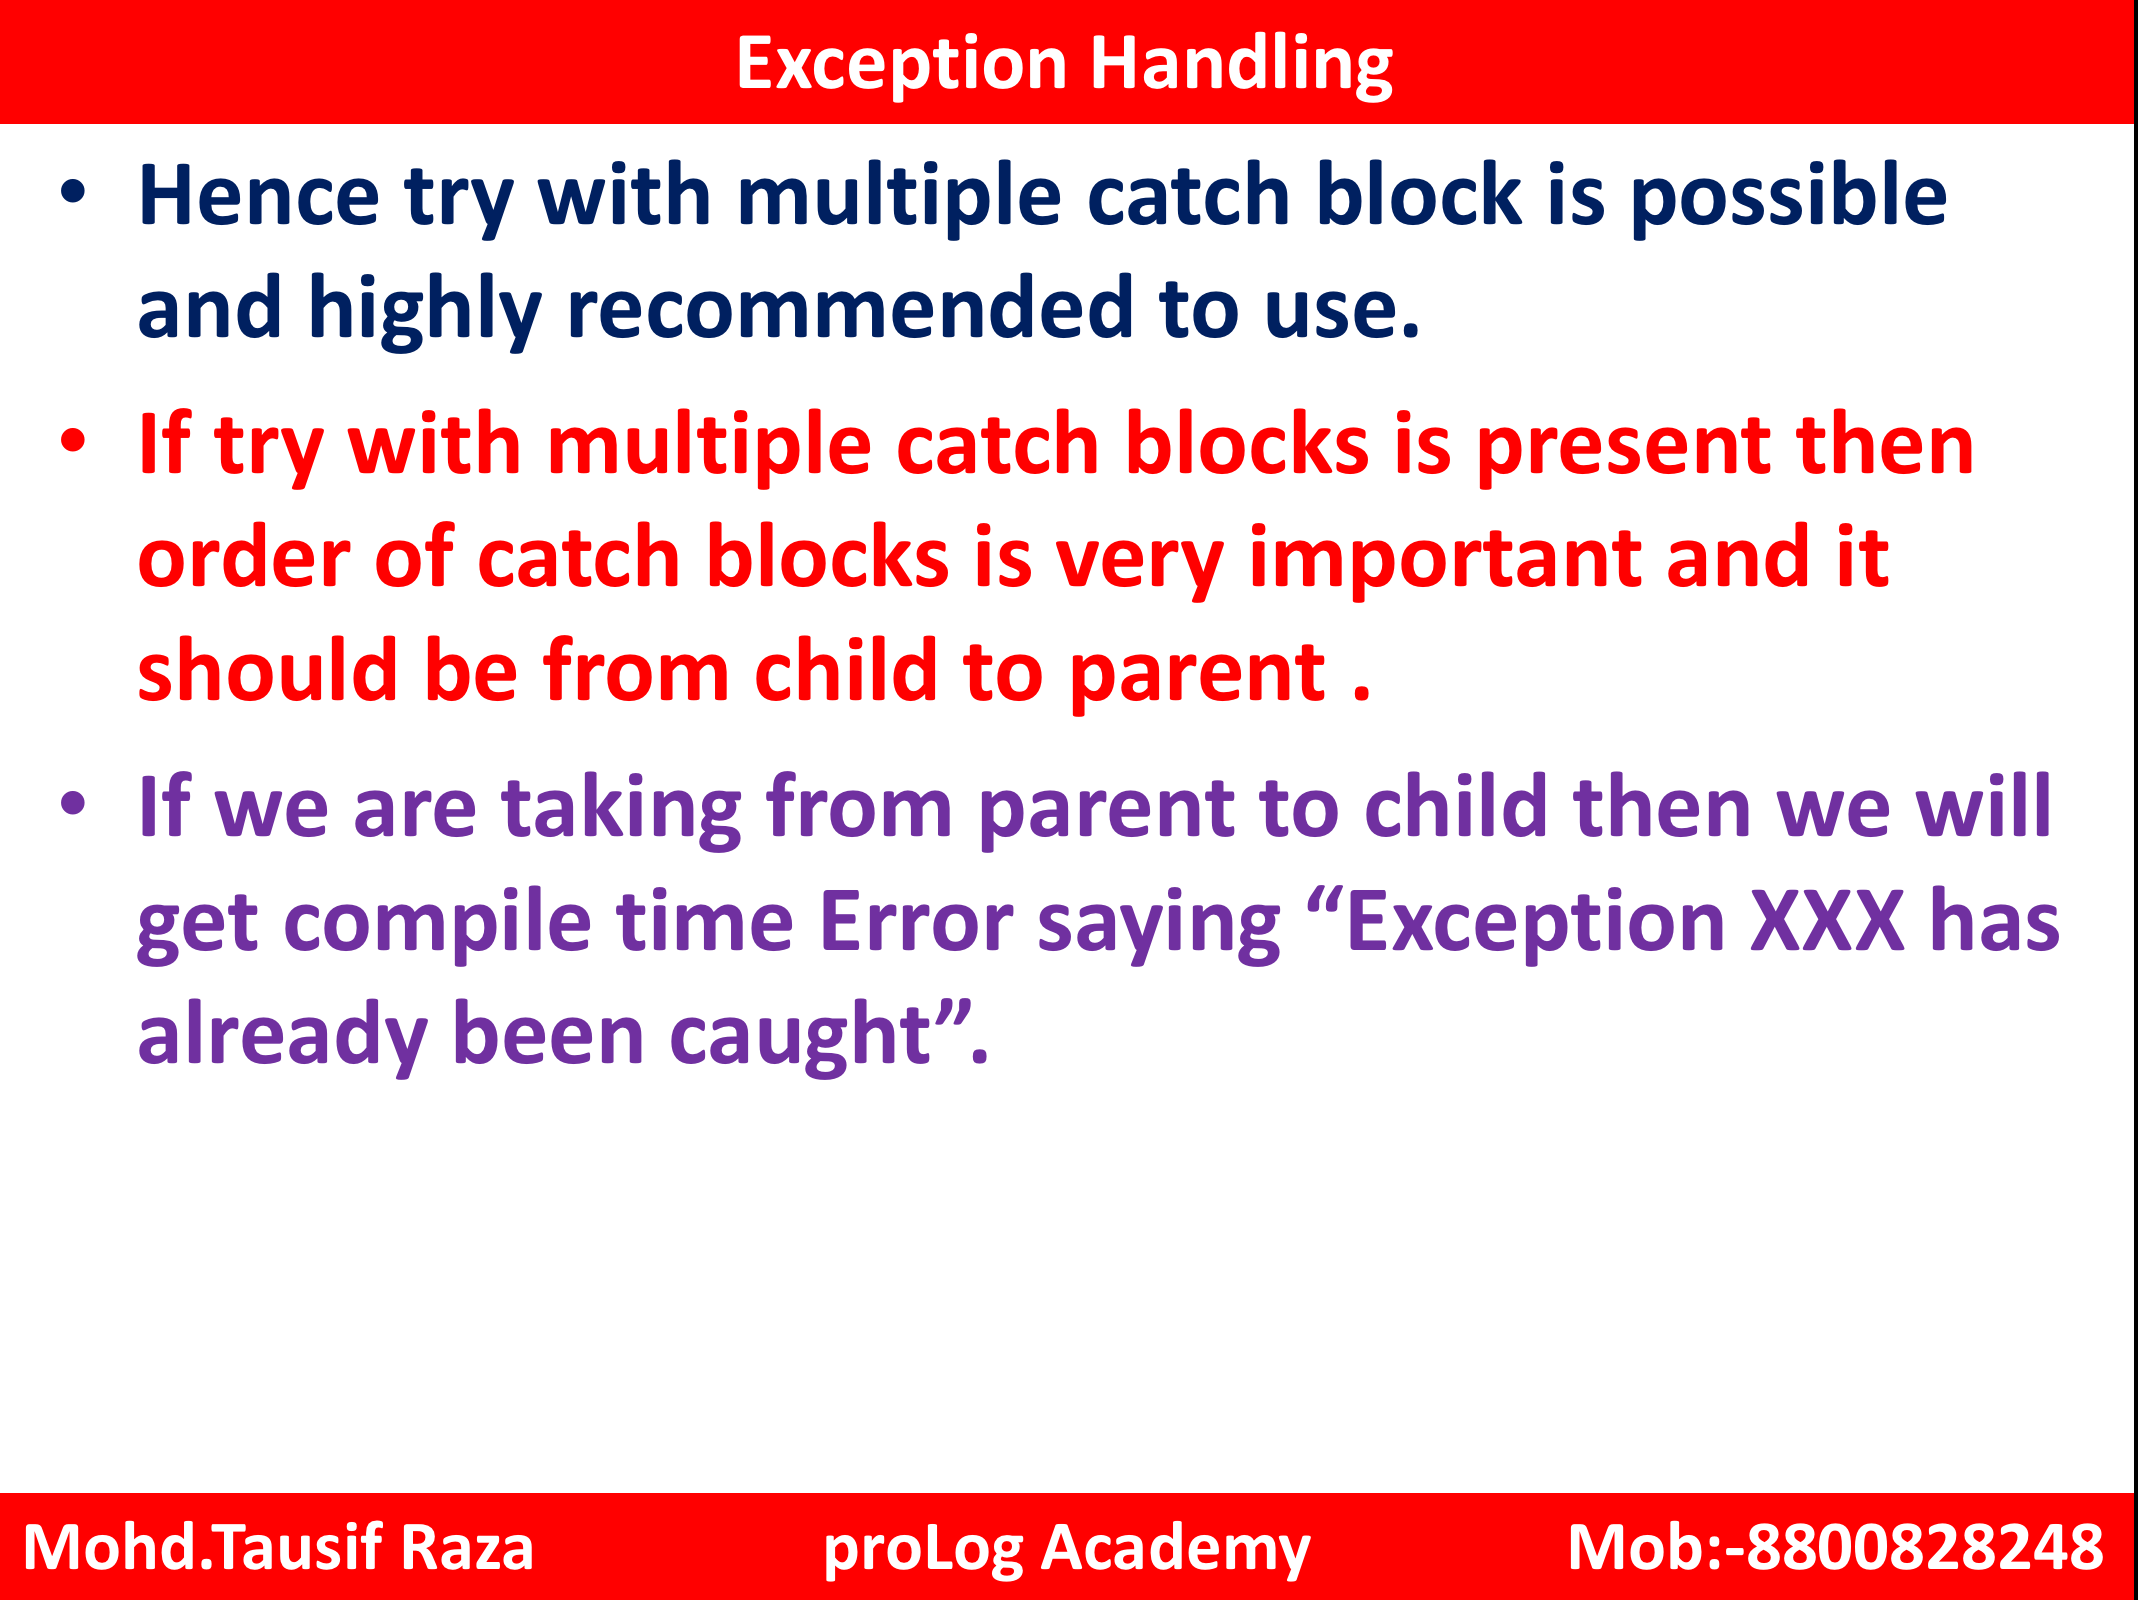 Exception Handling
• Hence try with multiple catch block is possible
and highly recommended to use.
• If try with multiple catch blocks is present then
order of catch blocks is very important and it
should be from child to parent .
• If we are taking from parent to child then we will
get compile time Error saying “Exception XXX has
already been caught”.
Mohd.Tausif Raza proLog Academy Mob:-8800828248